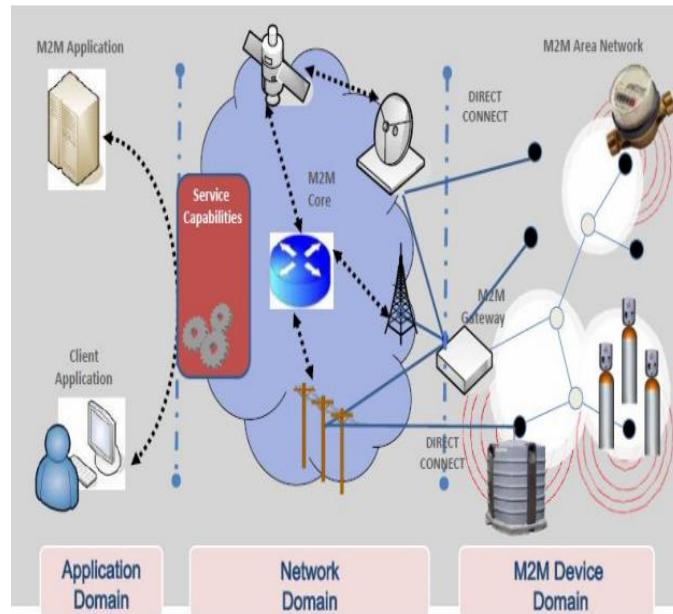 M2M Application
M2M Area Network
DIRECT
CONNECT
M2M
Core
Service
Capabilities
M2M
Gateway
Client
Application
DIRECT
CONNECT
Application
Domain
Network
Domain
M2M Device
Domain